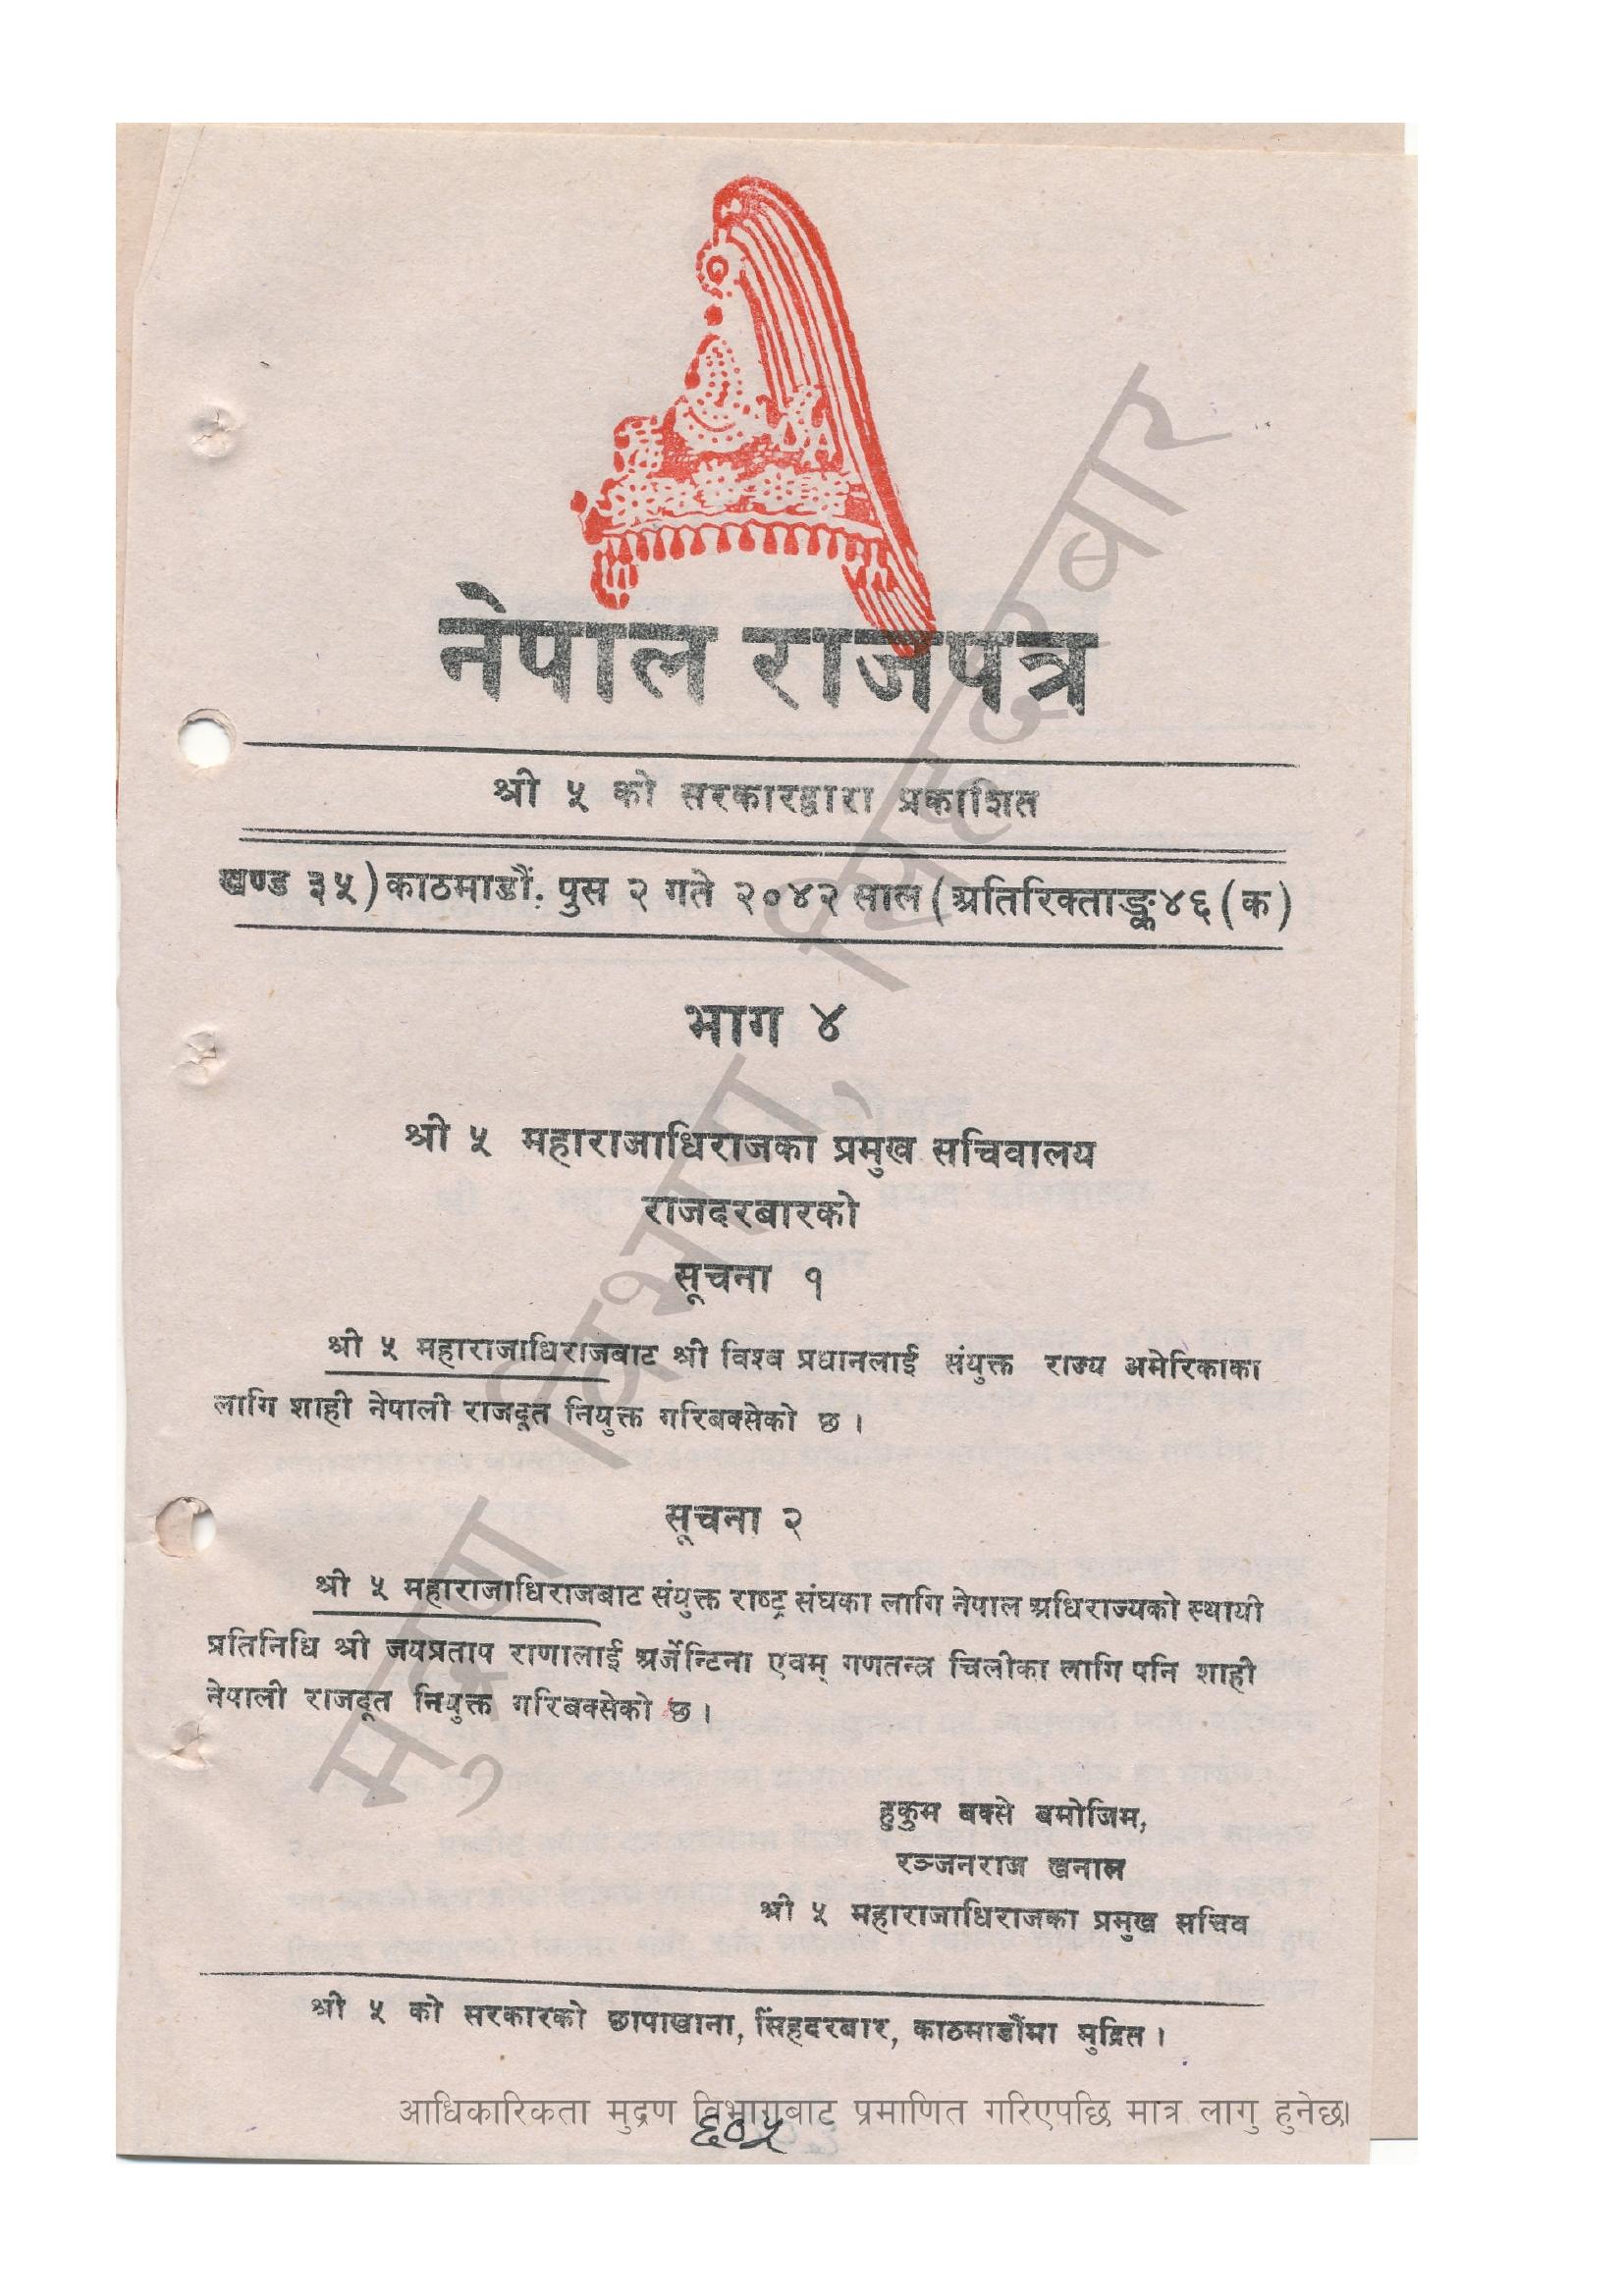 नेपाल राजपत्र
श्री ५ को सरकारद्वारा प्रकाशित
खण्ड ३५) काठमाडौं. पुस २ गते २०४२ साल (अतिरिक्ताङ्क ४६ (क)
भाग ४
श्री ५ महाराजाधिराजका प्रमुख सचिवालय
राजदरबारको
सूचना १
श्री ५ महाराजाधिराजबाट श्री विश्व प्रधानलाई संयुक्त राज्य अमेरिकाका
लागि शाही नेपाली राजदूत नियुक्त गरिबक्सेको छ ।
सूचना २
श्री ५ महाराजाधिराजबाट संयुक्त राष्ट्र संघका लागि नेपाल अधिराज्यको स्थायी
प्रतिनिधि श्री जयप्रताप राणालाई अर्जेन्टिना एवम् गणतन्त्र चिलीका लागि पनि शाही
नेपाली राजदूत नियुक्त गरिबक्सेको छ ।
हुकुम बक्से बमोजिम,
रञ्जनराज खनाल
श्री ५ महाराजाधिराजका प्रमुख सचिव
श्री ५ को सरकारको छापाखाना, सिंहदरबार, काठमाडौंमा मुद्रित ।
आधिकारिकता मुद्रण विभागबाट प्रमाणित गरिएपछि मात्र लागु हुनेछ।
६०५
मुद्रण विभाग, सिंहदरबार